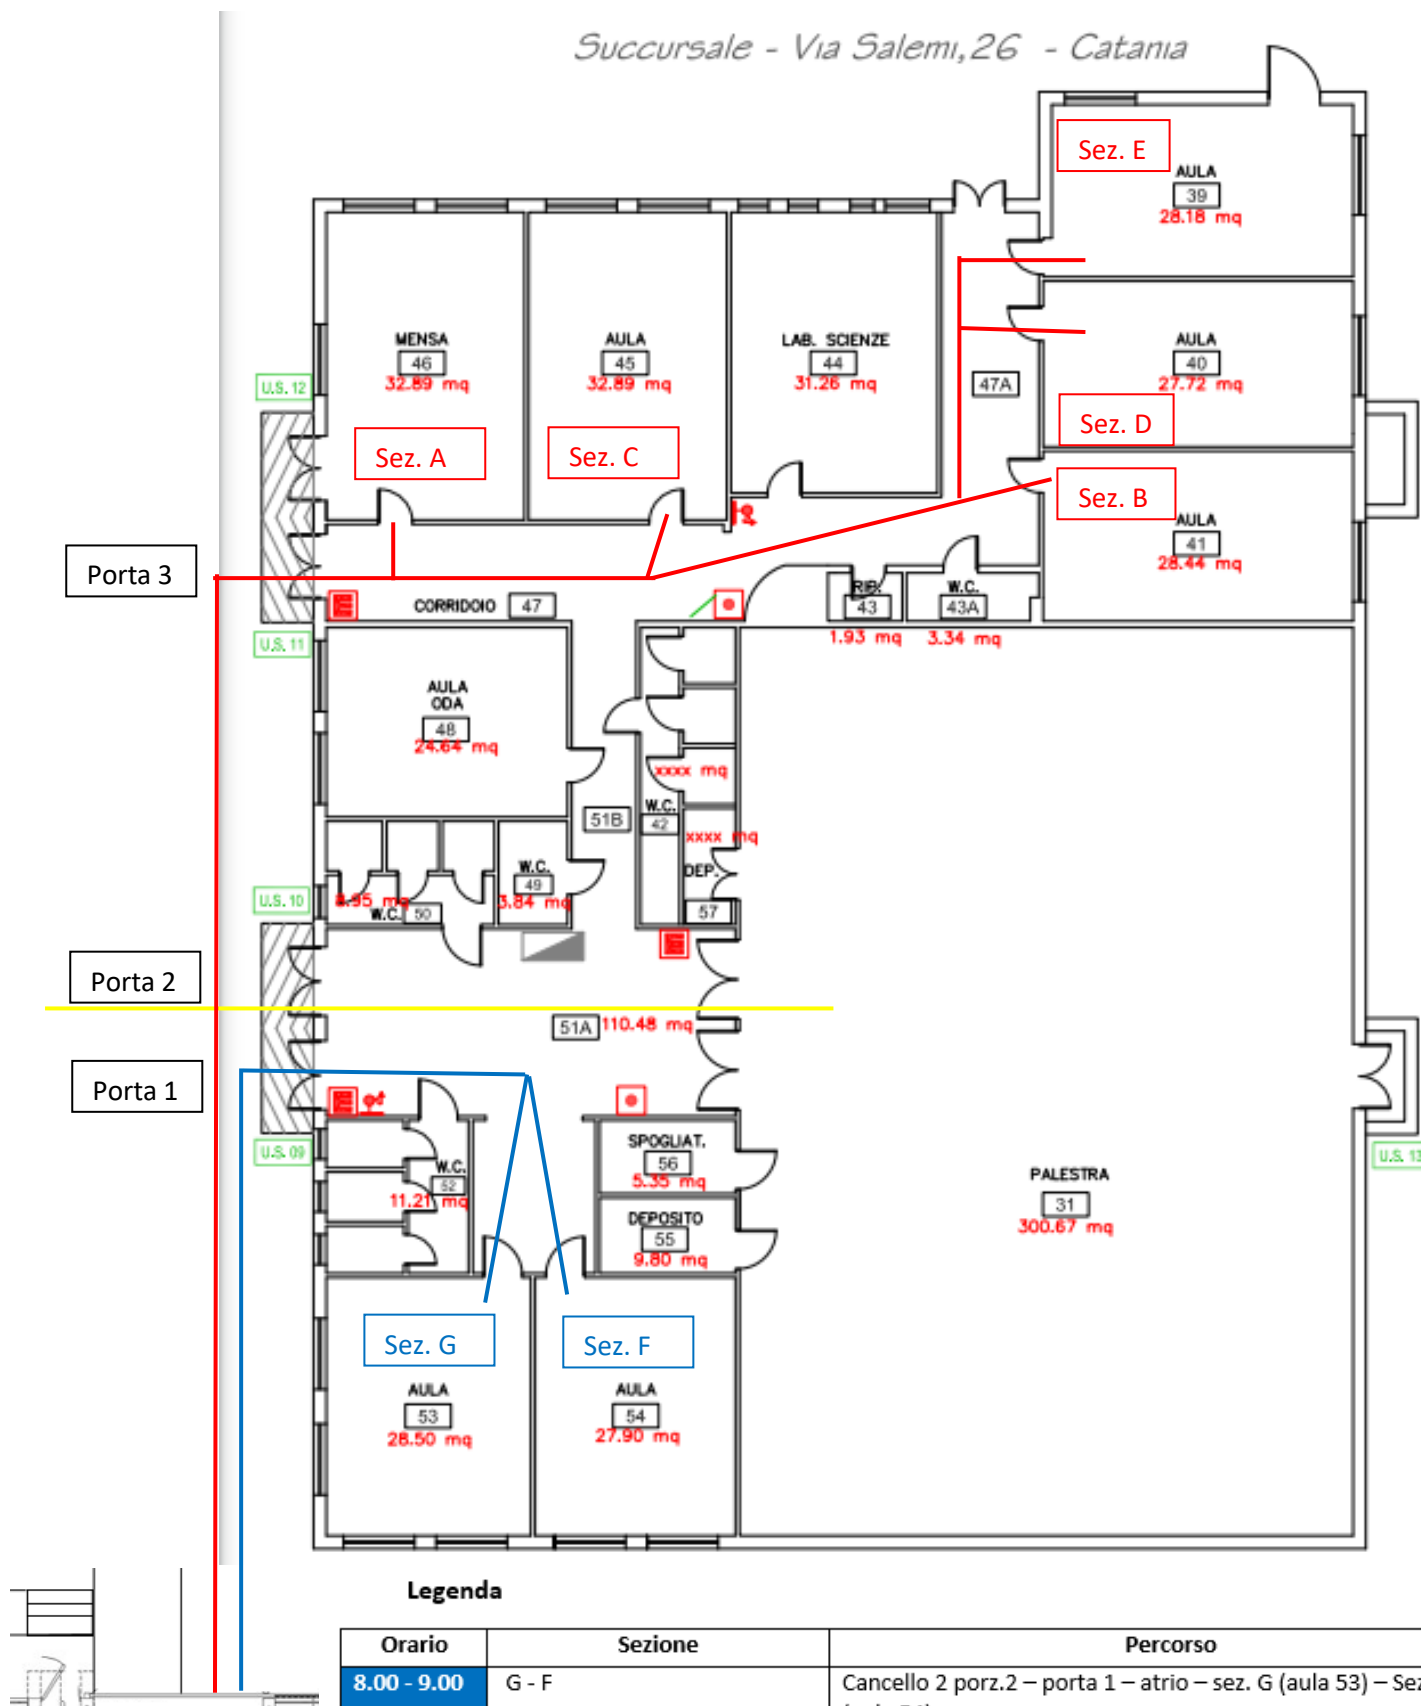 Succursale - Via Salemi,26 - Catania
Sez. E
AULA
39
28.18 mq
MENSA
46
32.89 mq
AULA
45
32.89 mq
LAB. SCIENZE
44
31.26 mq
AULA
40
27.72 mq
47A
U.S. 12
Sez. A
Sez. C
Sez. D
Sez. B
AULA
41
28.44 mq
Porta 3
CORRIDOIO 47
RIP.
43
1.93 mq
W.C.
43A
3.34 mq
U.S. 11
AULA
ODA
48
24.64 mq
xxxx mq
W.C.
42
51B
xxxx mq
DEP.
57
W.C.
49
3.84 mq
U.S. 10
8.95 mq
W.C. 50
Porta 2
51A 110.48 mq
Porta 1
U.S. 09
W.C.
52
11.21 mq
SPOGLIAT.
56
5.35 mq
DEPOSITO
55
9.80 mq
PALESTRA
31
300.67 mq
U.S. 13
Sez. G
Sez. F
AULA
53
28.50 mq
AULA
54
27.90 mq
Legenda
Orario Sezione Percorso
8.00 - 9.00 G - F Cancello 2 porz.2 – porta 1 – atrio – sez. G (aula 53) – Sez